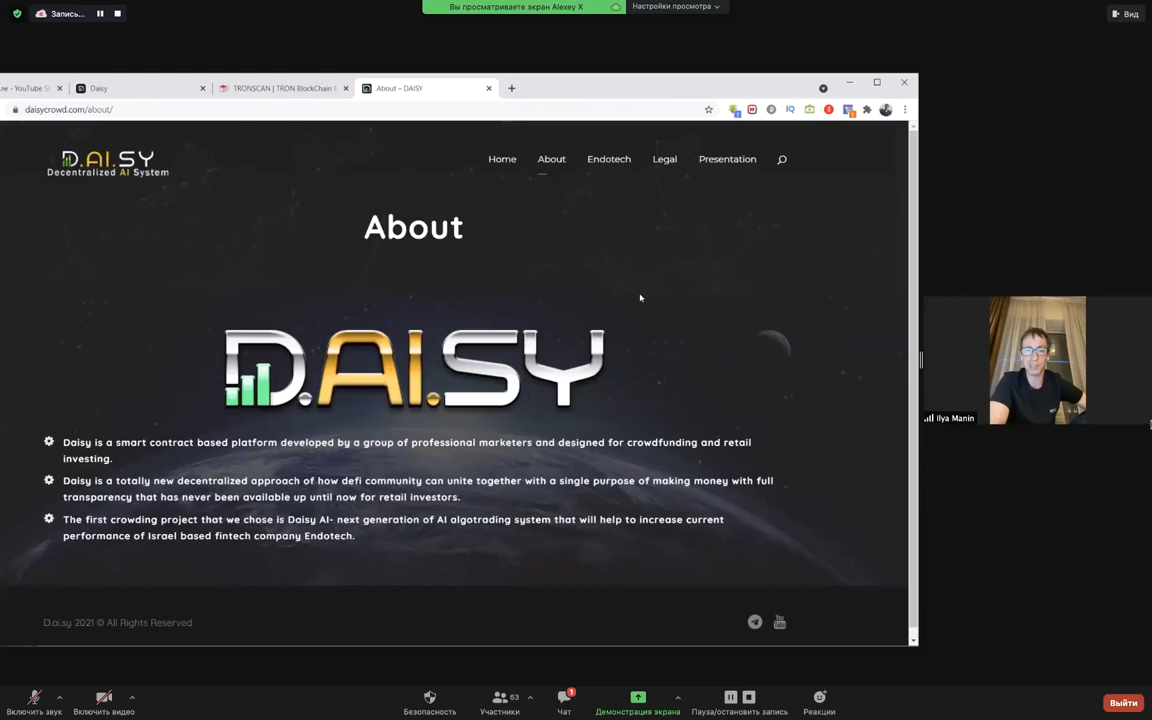 Запись...
Вы просматриваете экран Alexey X
Настройки просмотра
Вид
ле - YouTube St
Daisy
TRONSCAN | TRON BlockChain E
About – DAISY
daisycrowd.com/about/
D.AI.SY
Decentralized AI System
Home
About
Endotech
Legal
Presentation
About
D.AI.SY
Daisy is a smart contract based platform developed by a group of professional marketers and designed for crowdfunding and retail
investing.
Daisy is a totally new decentralized approach of how defi community can unite together with a single purpose of making money with full
transparency that has never been available up until now for retail investors.
The first crowding project that we chose is Daisy AI- next generation of AI algotrading system that will help to increase current
performance of Israel based fintech company Endotech.
D.ai.sy 2021 © All Rights Reserved
Ilya Manin
Включить звук
Включить видео
Безопасность
63
Участники
1
Чат
Демонстрация экрана
Пауза/остановить запись
Реакции
Выйти